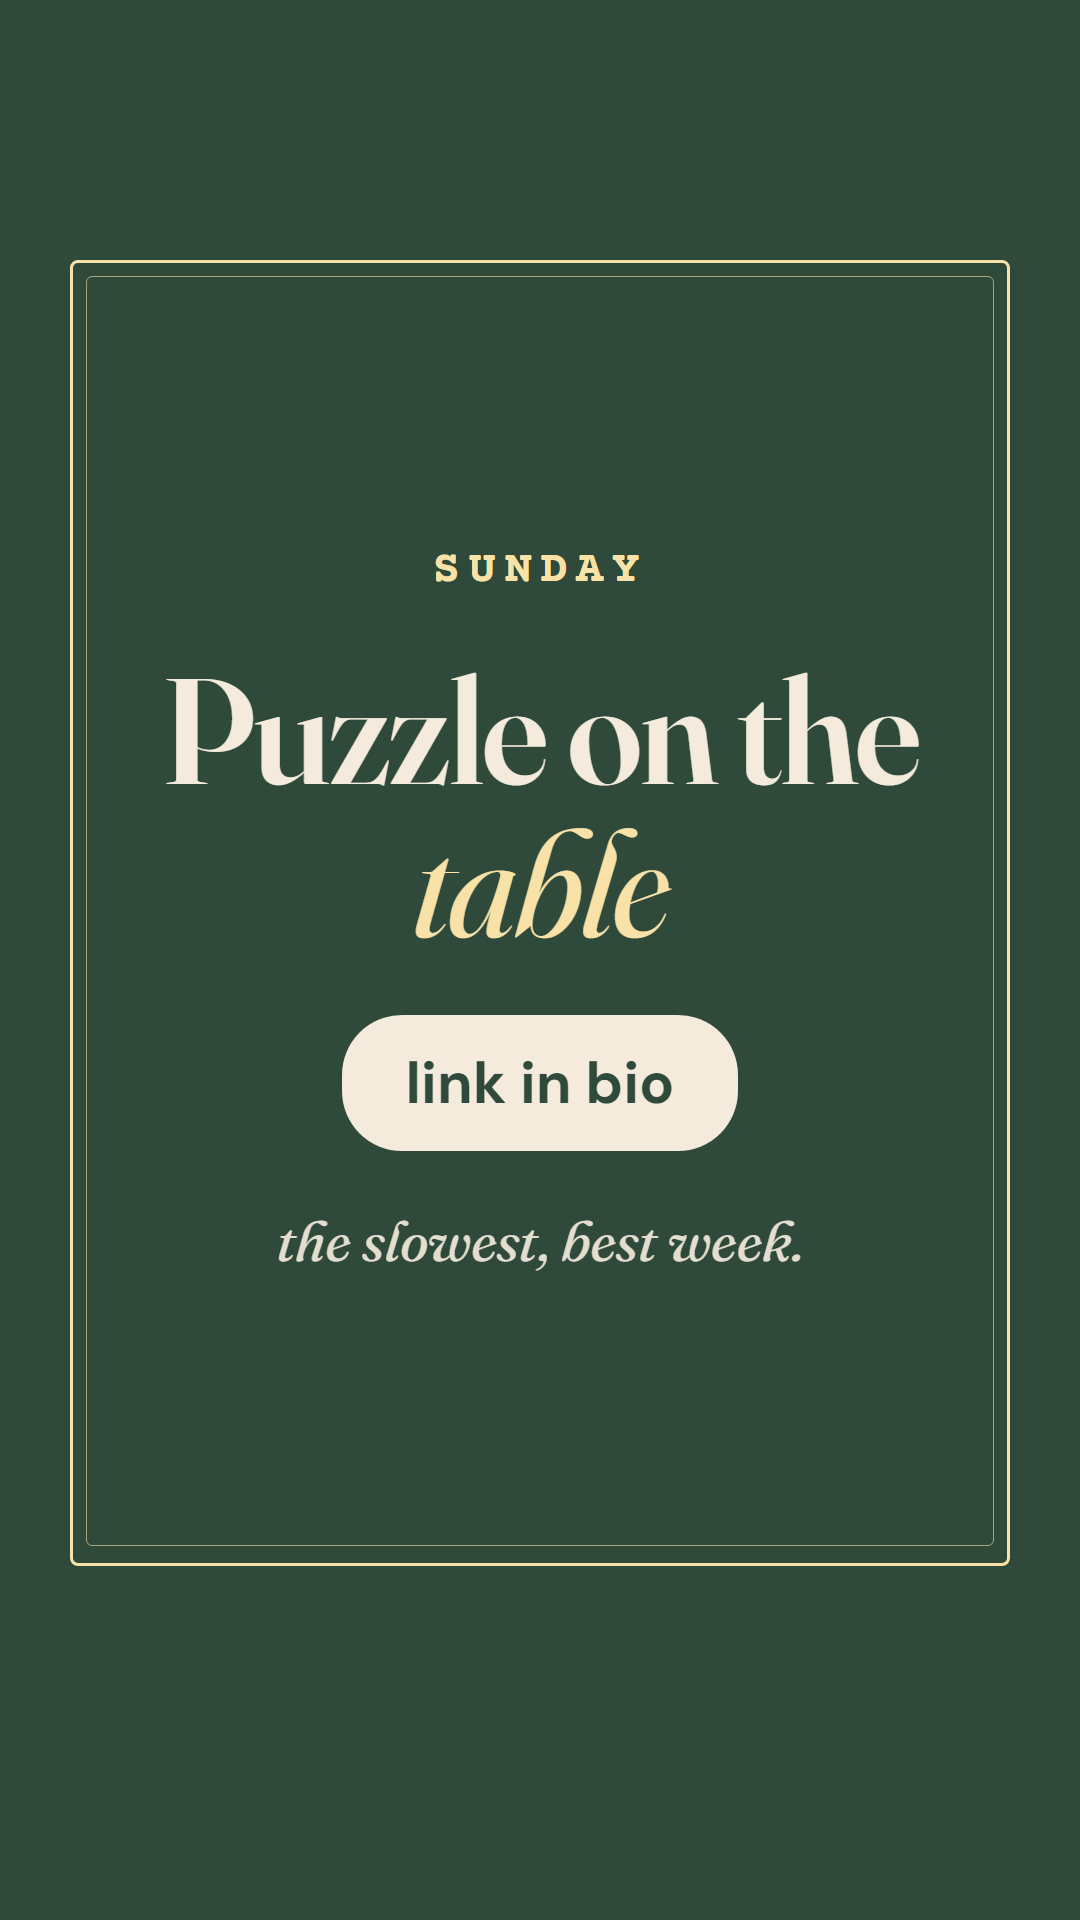 SUNDAY
Puzzle on the
table
link in bio
the slowest, best week.